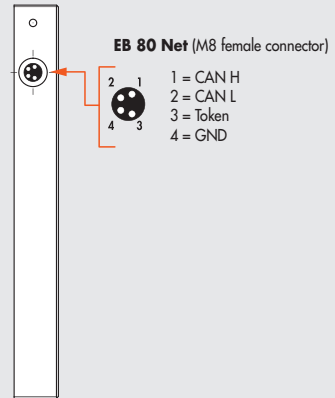 EB 80 Net (M8 female connector)
2 1
4 3
1 = CAN H
2 = CAN L
3 = Token
4 = GND